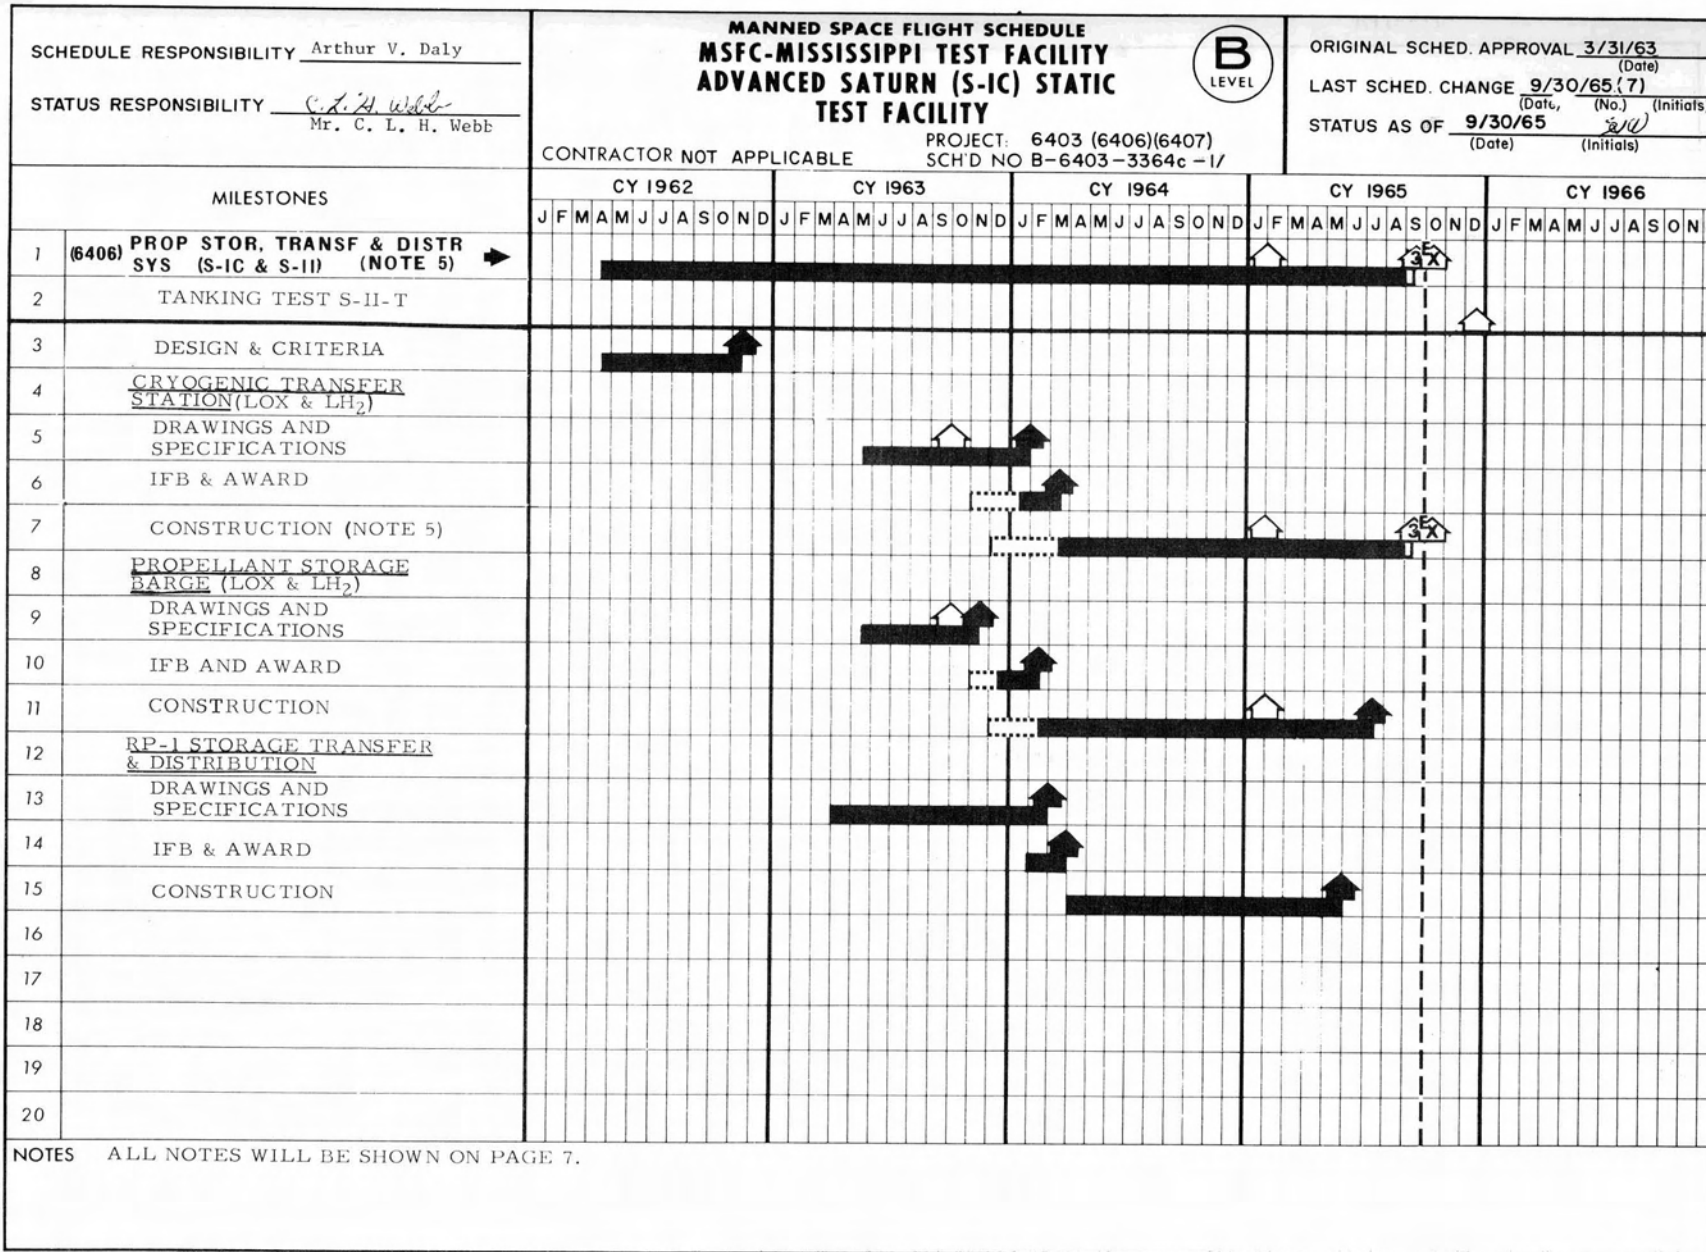 SCHEDULE RESPONSIBILITY Arthur V. Daly
STATUS RESPONSIBILITY C. L. H. Webb
Mr. C. L. H. Webb
MANNED SPACE FLIGHT SCHEDULE
MSFC-MISSISSIPPI TEST FACILITY
ADVANCED SATURN (S-IC) STATIC
TEST FACILITY
PROJECT: 6403 (6406)(6407)
CONTRACTOR NOT APPLICABLE SCH'D NO B-6403-3364c-1/
B
LEVEL
ORIGINAL SCHED. APPROVAL 3/31/63
(Date)
LAST SCHED. CHANGE 9/30/65 (7)
(Date, (No.) (Initials)
STATUS AS OF 9/30/65
(Date) (Initials)
MILESTONES
CY 1962 CY 1963 CY 1964 CY 1965 CY 1966
J F M A M J J A S O N D J F M A M J J A S O N D J F M A M J J A S O N D J F M A M J J A S O N D J F M A M J J A S O N
1 (6406) PROP STOR, TRANSF & DISTR
SYS (S-IC & S-II) (NOTE 5)
3 E X
2 TANKING TEST S-II-T
3 DESIGN & CRITERIA
4 CRYOGENIC TRANSFER
STATION (LOX & LH2)
5 DRAWINGS AND
SPECIFICATIONS
6 IFB & AWARD
7 CONSTRUCTION (NOTE 5)
3 E X
8 PROPELLANT STORAGE
BARGE (LOX & LH2)
9 DRAWINGS AND
SPECIFICATIONS
10 IFB AND AWARD
11 CONSTRUCTION
12 RP-1 STORAGE TRANSFER
& DISTRIBUTION
13 DRAWINGS AND
SPECIFICATIONS
14 IFB & AWARD
15 CONSTRUCTION
16
17
18
19
20
NOTES ALL NOTES WILL BE SHOWN ON PAGE 7.